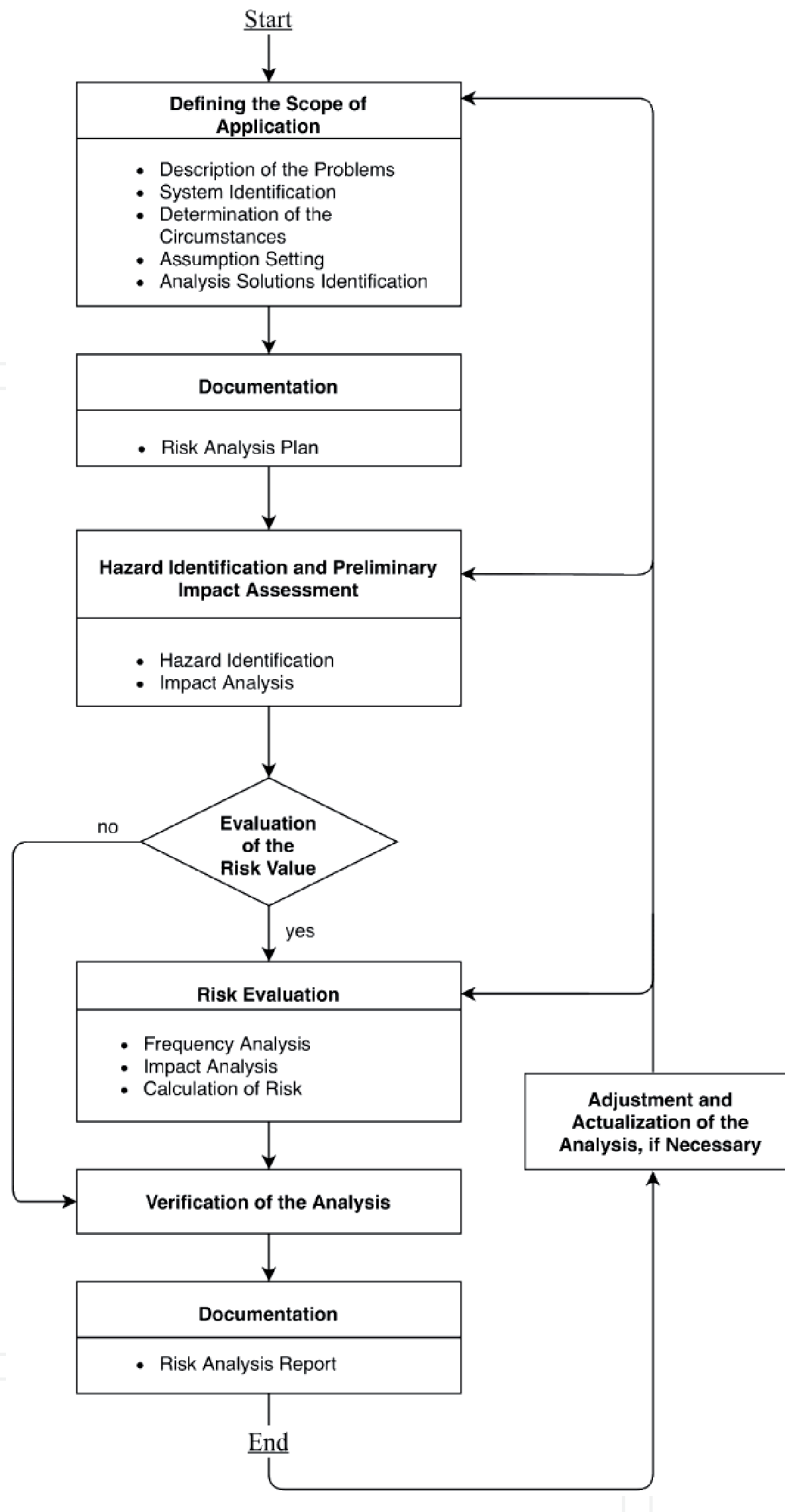 Start
Defining the Scope of
Application
• Description of the Problems
• System Identification
• Determination of the
Circumstances
• Assumption Setting
• Analysis Solutions Identification
Documentation
• Risk Analysis Plan
Hazard Identification and Preliminary
Impact Assessment
• Hazard Identification
• Impact Analysis
no
Evaluation
of the
Risk Value
yes
Risk Evaluation
• Frequency Analysis
• Impact Analysis
• Calculation of Risk
Adjustment and
Actualization of the
Analysis, if Necessary
Verification of the Analysis
Documentation
• Risk Analysis Report
End